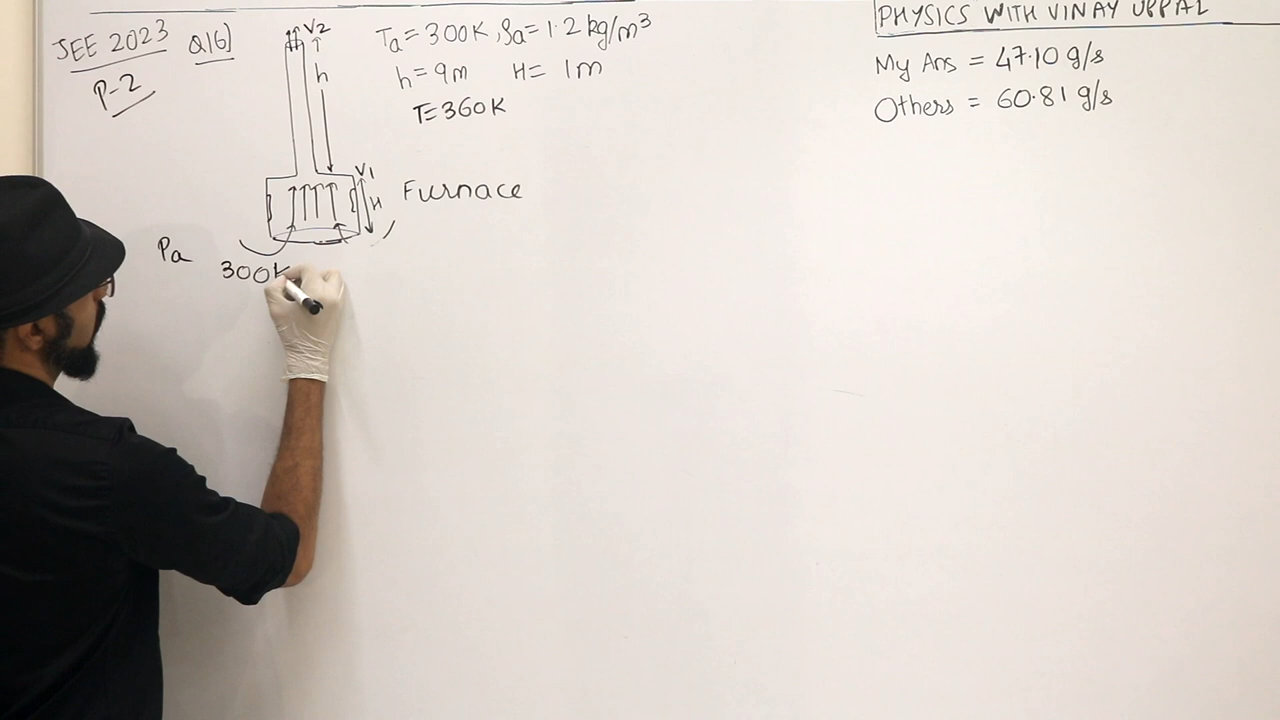 JEE 2023 Q16]
P-2
V2
h
V1
H
Furnace
Pa
300K
Ta = 300K, ρa = 1.2 kg/m³
h = 9m H = 1m
T = 360K
PHYSICS WITH VINAY UPPAL
My Ans = 47.10 g/s
Others = 60.81 g/s